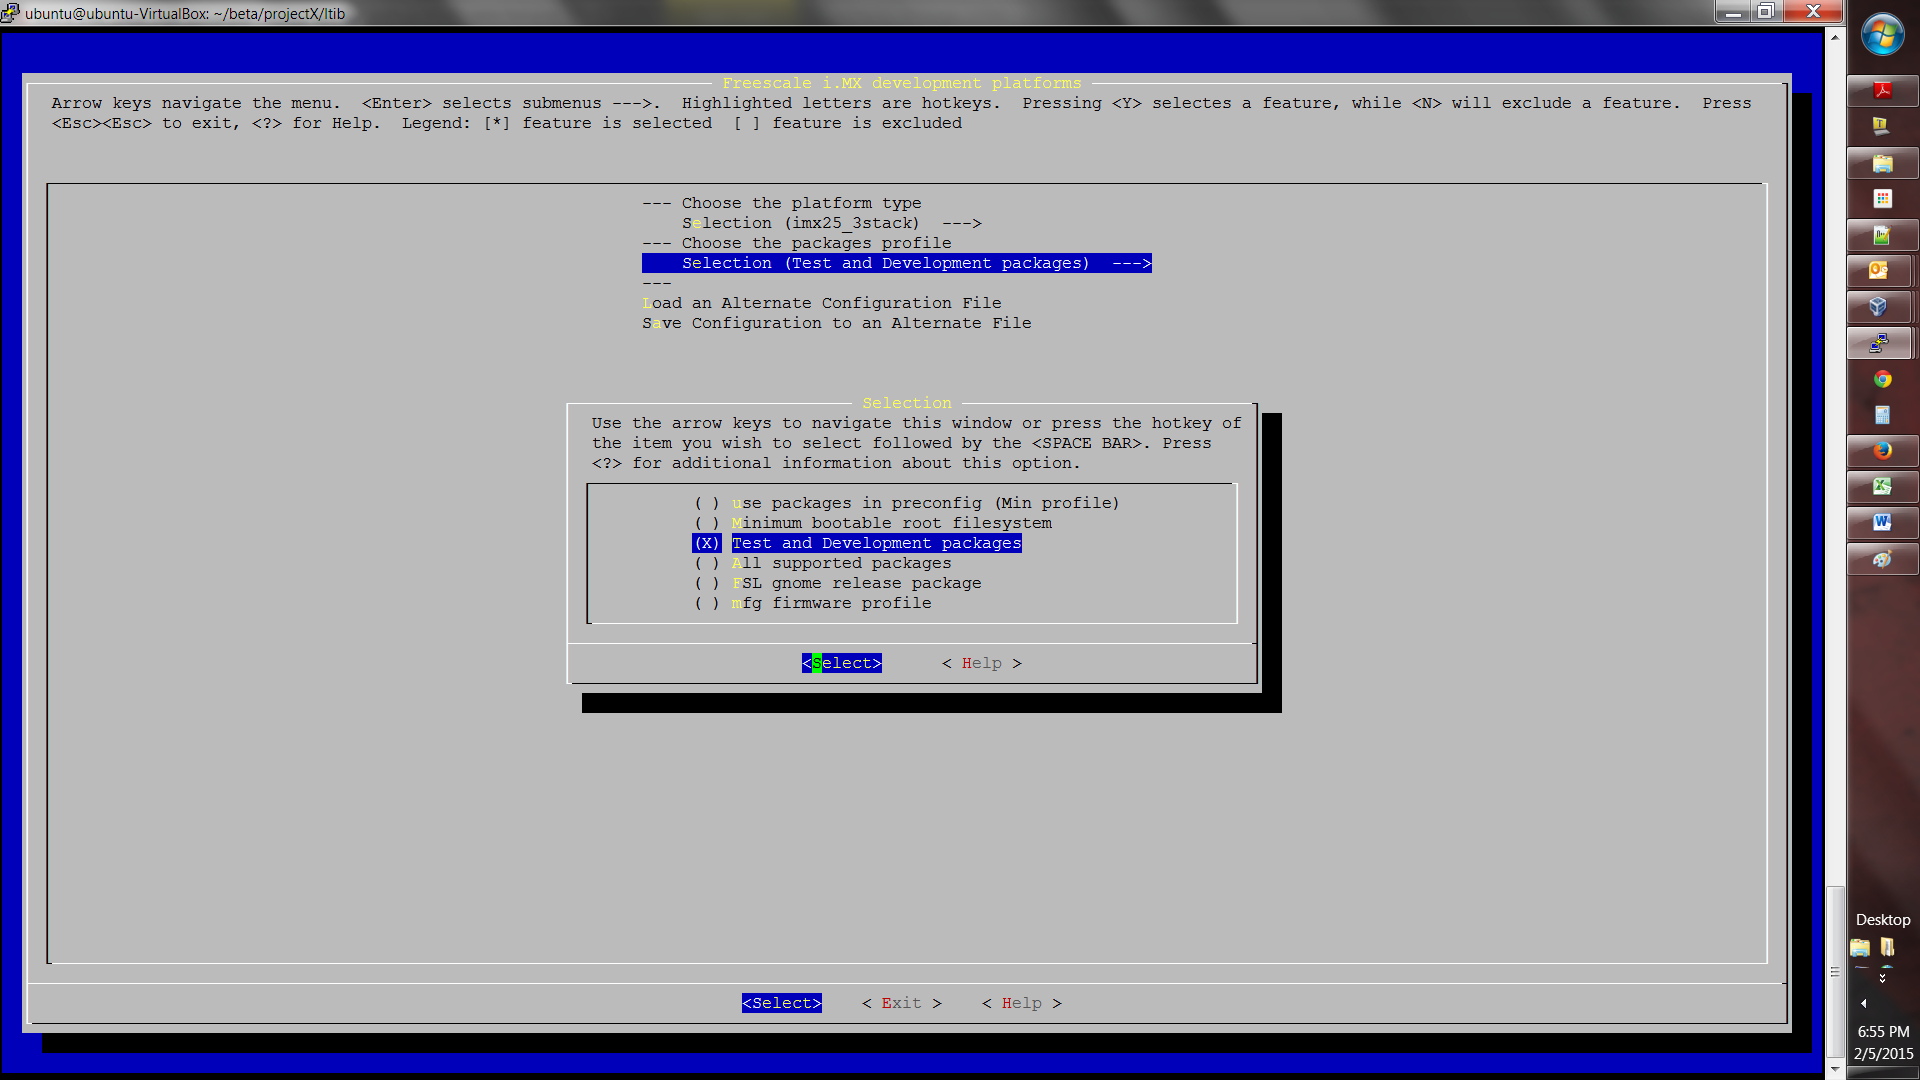 ubuntu@ubuntu-VirtualBox: ~/beta/projectX/ltib
Freescale i.MX development platforms
Arrow keys navigate the menu.  <Enter> selects submenus --->.  Highlighted letters are hotkeys.  Pressing <Y> selectes a feature, while <N> will exclude a feature.  Press
<Esc><Esc> to exit, <?> for Help.  Legend: [*] feature is selected  [ ] feature is excluded
--- Choose the platform type
Selection (imx25_3stack)  --->
--- Choose the packages profile
Selection (Test and Development packages)  --->
---
Load an Alternate Configuration File
Save Configuration to an Alternate File
Selection
Use the arrow keys to navigate this window or press the hotkey of
the item you wish to select followed by the <SPACE BAR>. Press
<?> for additional information about this option.
( ) use packages in preconfig (Min profile)
( ) Minimum bootable root filesystem
(X) Test and Development packages
( ) All supported packages
( ) FSL gnome release package
( ) mfg firmware profile
<Select>      < Help >
<Select>    < Exit >    < Help >
Desktop
6:55 PM
2/5/2015